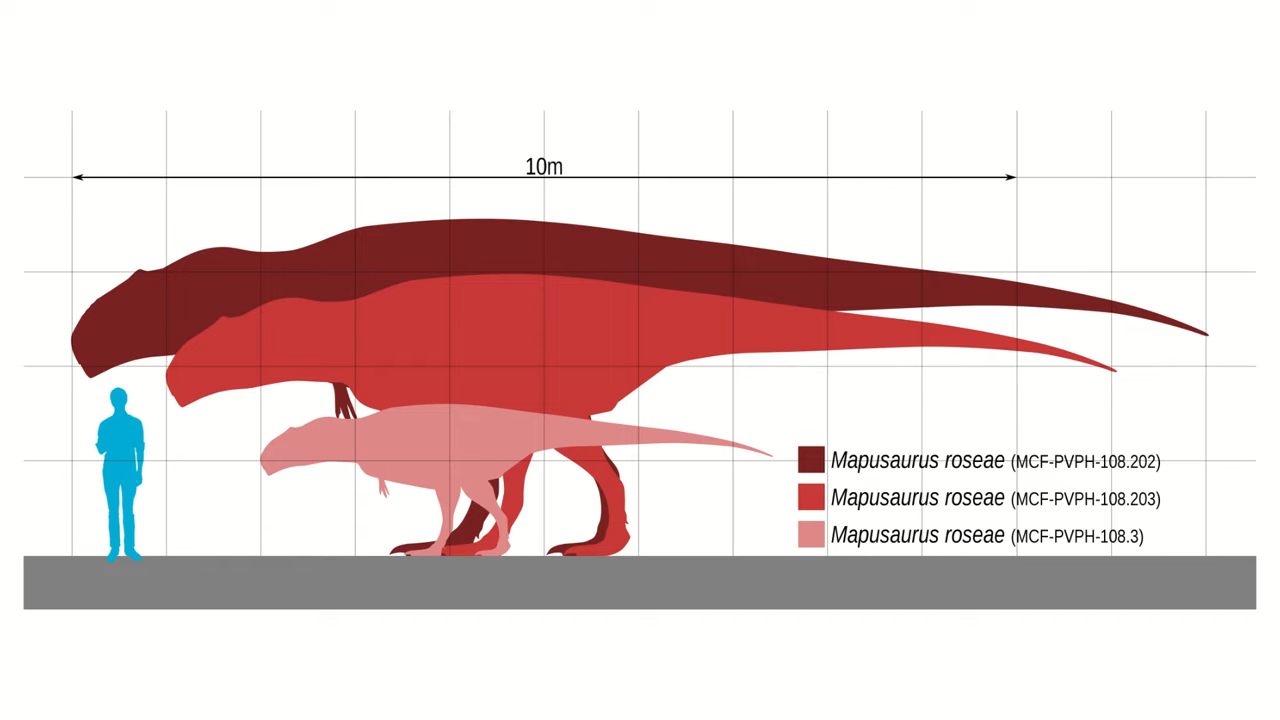 10m
Mapusaurus roseae (MCF-PVPH-108.202)
Mapusaurus roseae (MCF-PVPH-108.203)
Mapusaurus roseae (MCF-PVPH-108.3)